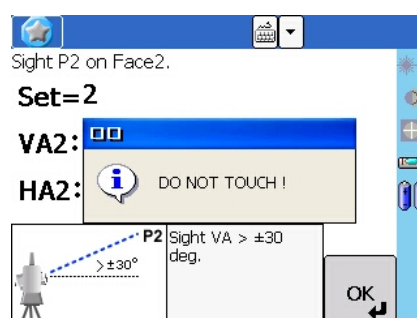 Sight P2 on Face2.
Set=2
VA2:
DO NOT TOUCH !
HA2:
P2
>±30°
Sight VA > ±30
deg.
OK